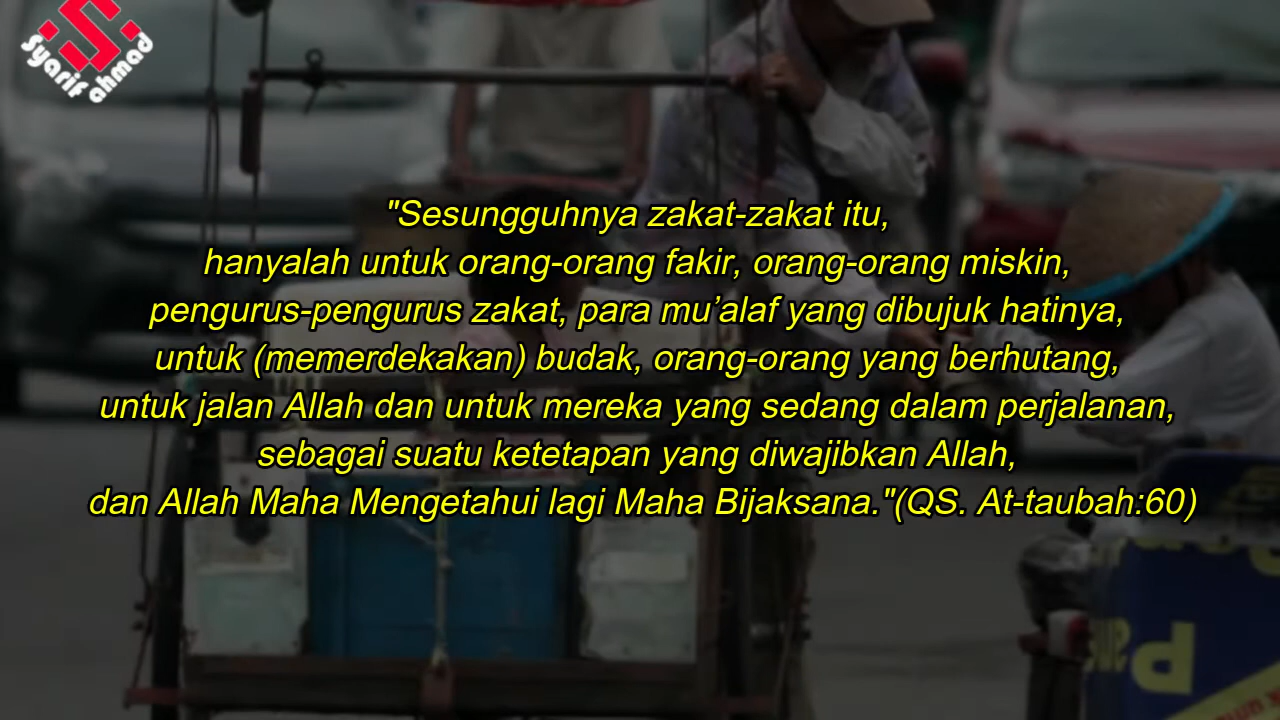 Syarif ahmad
"Sesungguhnya zakat-zakat itu,
hanyalah untuk orang-orang fakir, orang-orang miskin,
pengurus-pengurus zakat, para mu’alaf yang dibujuk hatinya,
untuk (memerdekakan) budak, orang-orang yang berhutang,
untuk jalan Allah dan untuk mereka yang sedang dalam perjalanan,
sebagai suatu ketetapan yang diwajibkan Allah,
dan Allah Maha Mengetahui lagi Maha Bijaksana."(QS. At-taubah:60)